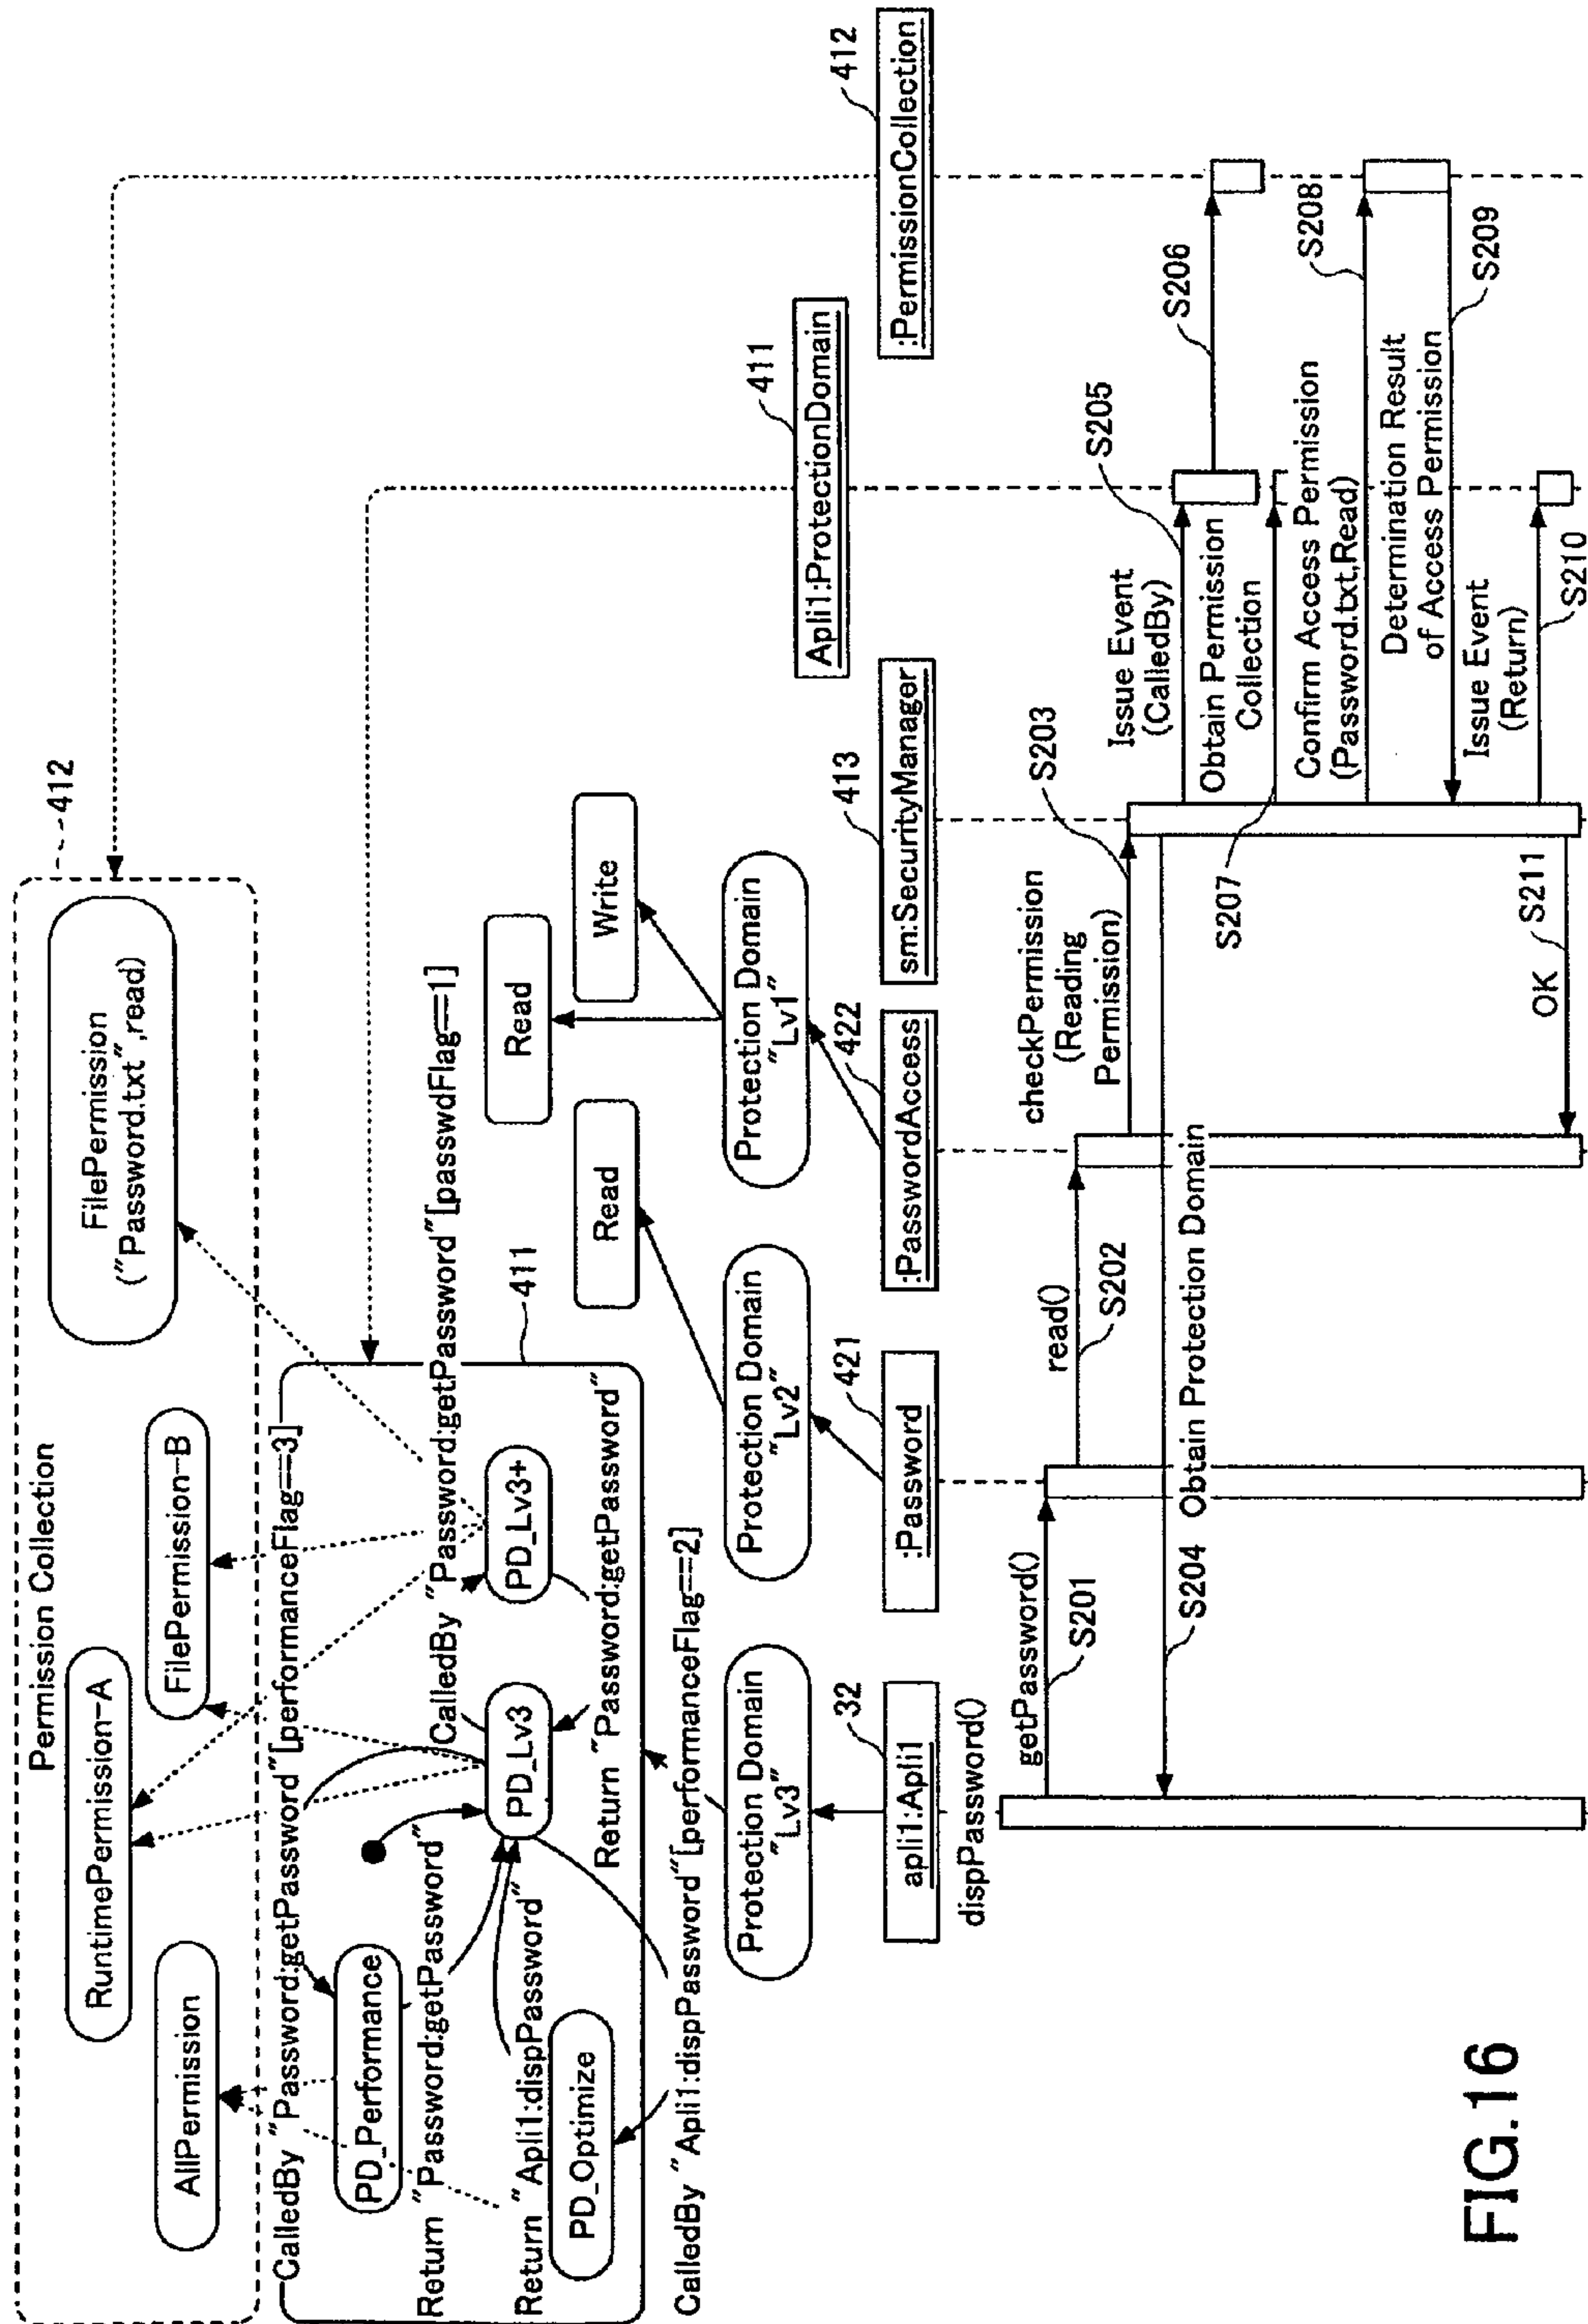 Permission Collection
412
AllPermission
RuntimePermission-A
FilePermission-B
FilePermission
("Password.txt",read)
CalledBy "Password:getPassword"[performanceFlag==3]
PD_Performance
Return "Password:getPassword"
Return "Apli1:dispPassword"
PD_Optimize
PD_Lv3
PD_Lv3+
CalledBy "Password:getPassword"[passwdFlag==1]
Return "Password:getPassword"
411
CalledBy "Apli1:dispPassword"[performanceFlag==2]
Read
Read
Write
Protection Domain
"Lv3"
Protection Domain
"Lv2"
Protection Domain
"Lv1"
32
apli1:Apli1
421
:Password
422
:PasswordAccess
413
sm:SecurityManager
411
Apli1:ProtectionDomain
412
:PermissionCollection
dispPassword()
getPassword()
S201
read()
S202
checkPermission
(Reading
Permission)
S203
S204
Obtain Protection Domain
Issue Event
(CalledBy)
S205
S206
Obtain Permission
Collection
S207
Confirm Access Permission
(Password.txt,Read)
S208
Determination Result
of Access Permission
S209
Issue Event
(Return)
S210
OK
S211
FIG.16